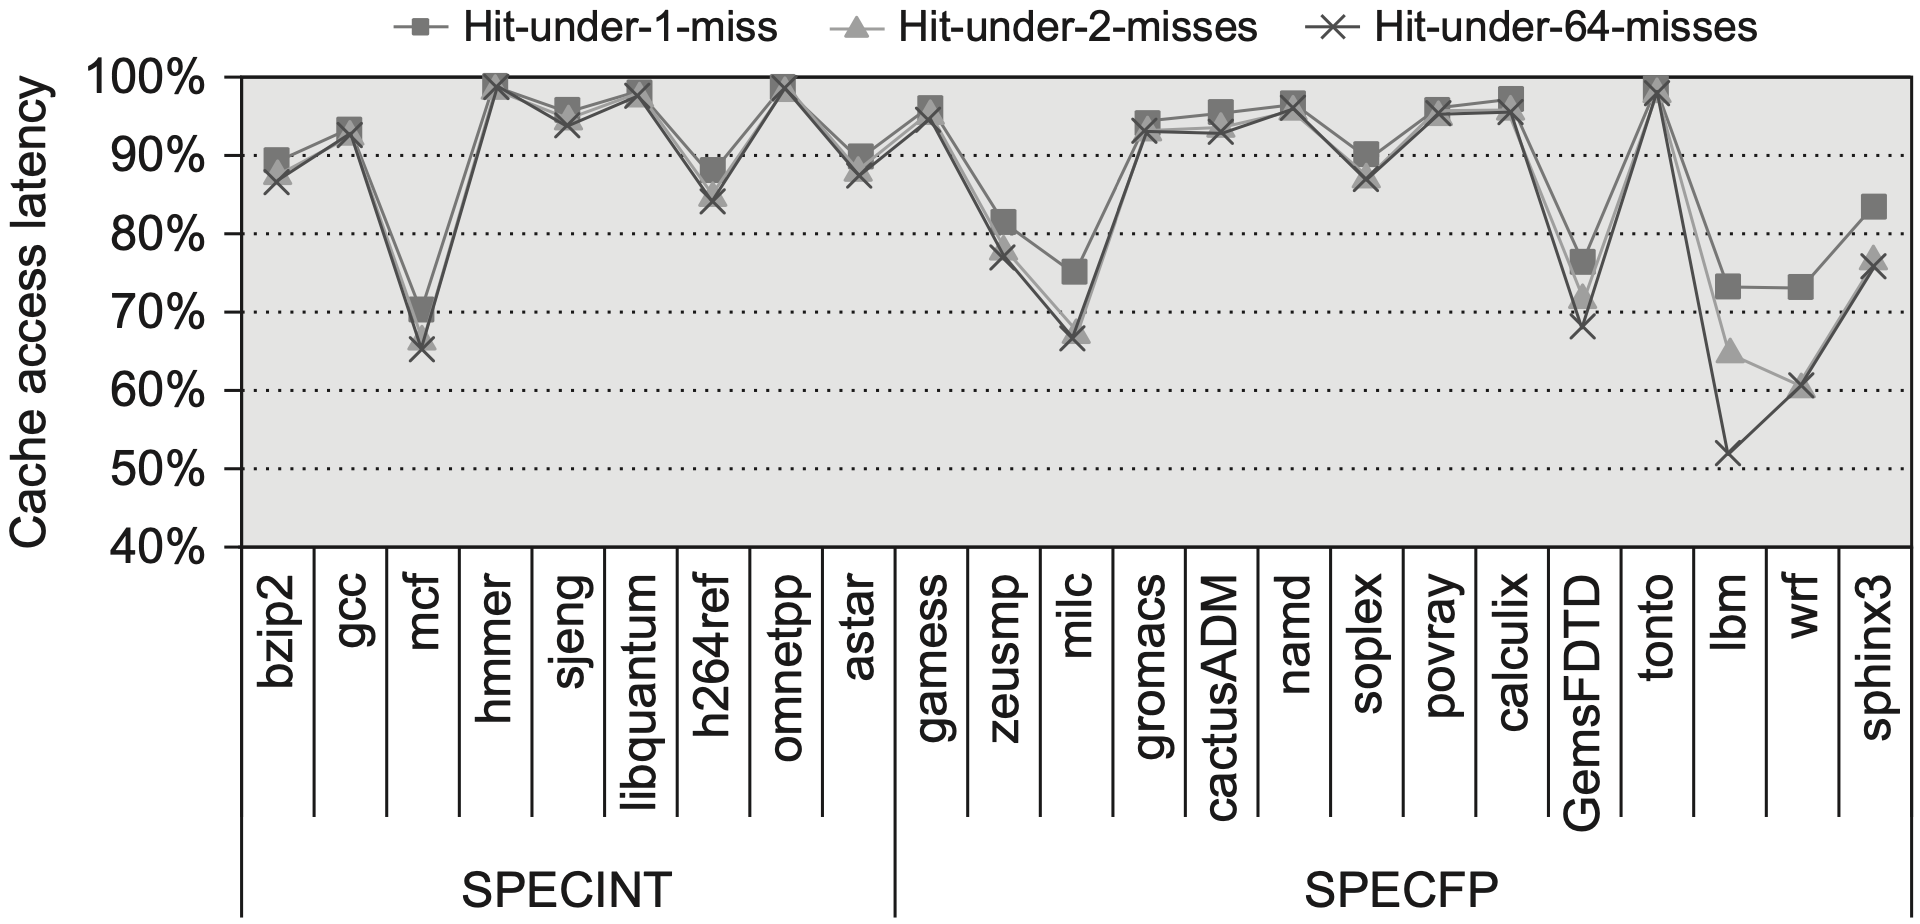 Hit-under-1-miss Hit-under-2-misses Hit-under-64-misses
Cache access latency
100%
90%
80%
70%
60%
50%
40%
bzip2
gcc
mcf
hmmer
sjeng
libquantum
h264ref
omnetpp
astar
gamess
zeusmp
milc
gromacs
cactusADM
namd
soplex
povray
calculix
GemsFDTD
tonto
lbm
wrf
sphinx3
SPECINT SPECFP